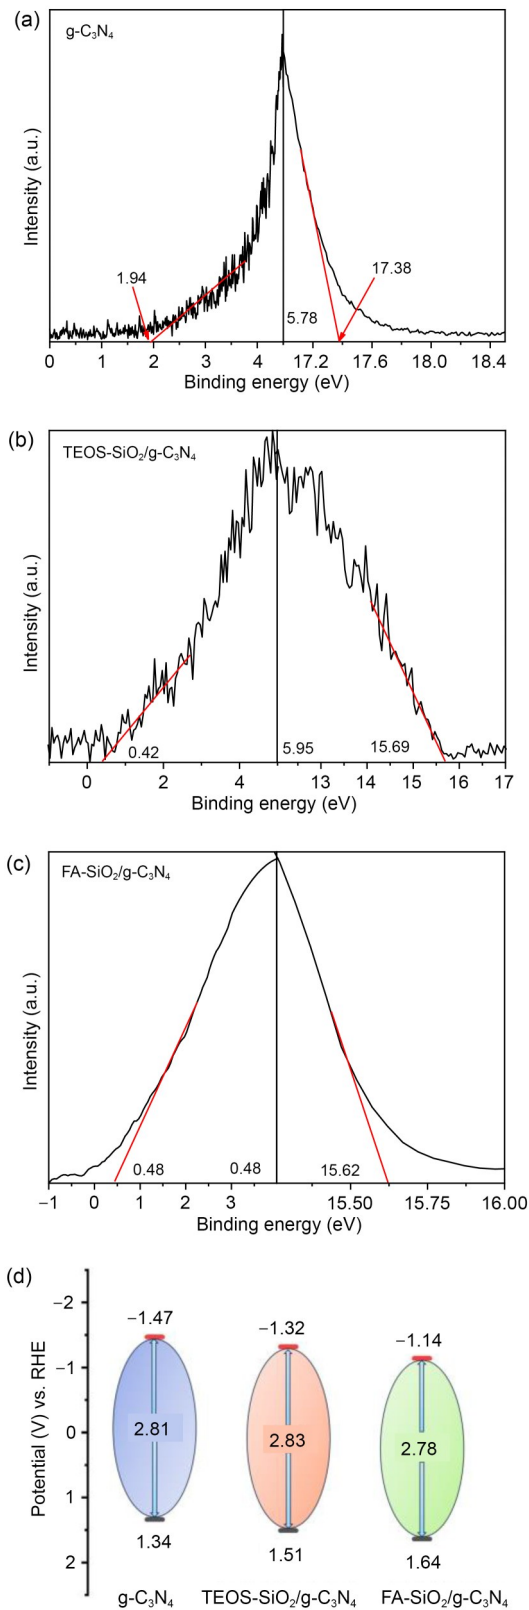 (a)
g-C₃N₄
Intensity (a.u.)
1.94
17.38
5.78
0 1 2 3 4 17.2 17.6 18.0 18.4
Binding energy (eV)
(b)
TEOS-SiO₂/g-C₃N₄
Intensity (a.u.)
0.42 5.95 15.69
0 2 4 13 14 15 16 17
Binding energy (eV)
(c)
FA-SiO₂/g-C₃N₄
Intensity (a.u.)
0.48 0.48 15.62
−1 0 1 2 3 15.50 15.75 16.00
Binding energy (eV)
(d)
Potential (V) vs. RHE
−2
−1
0
1
2
−1.47 −1.32 −1.14
2.81 2.83 2.78
1.34 1.51 1.64
g-C₃N₄ TEOS-SiO₂/g-C₃N₄ FA-SiO₂/g-C₃N₄